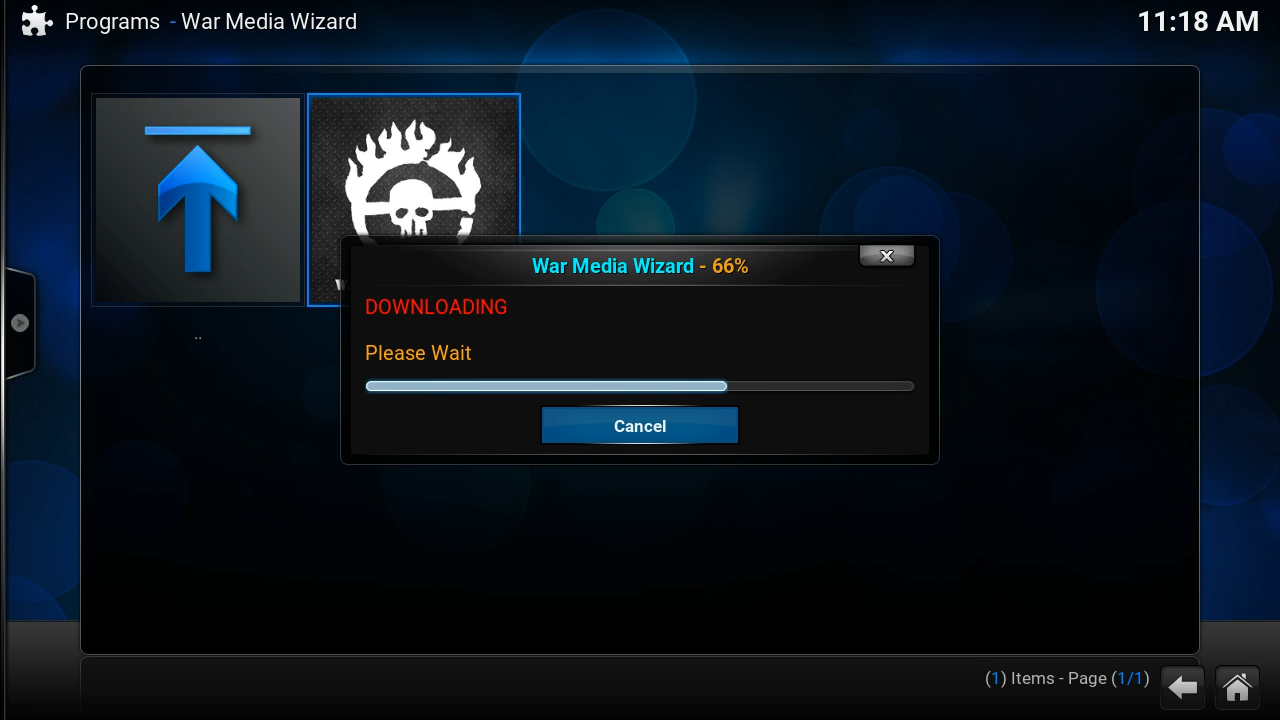 Programs - War Media Wizard
11:18 AM
War Media Wizard - 66%
DOWNLOADING
Please Wait
Cancel
..
(1) Items - Page (1/1)